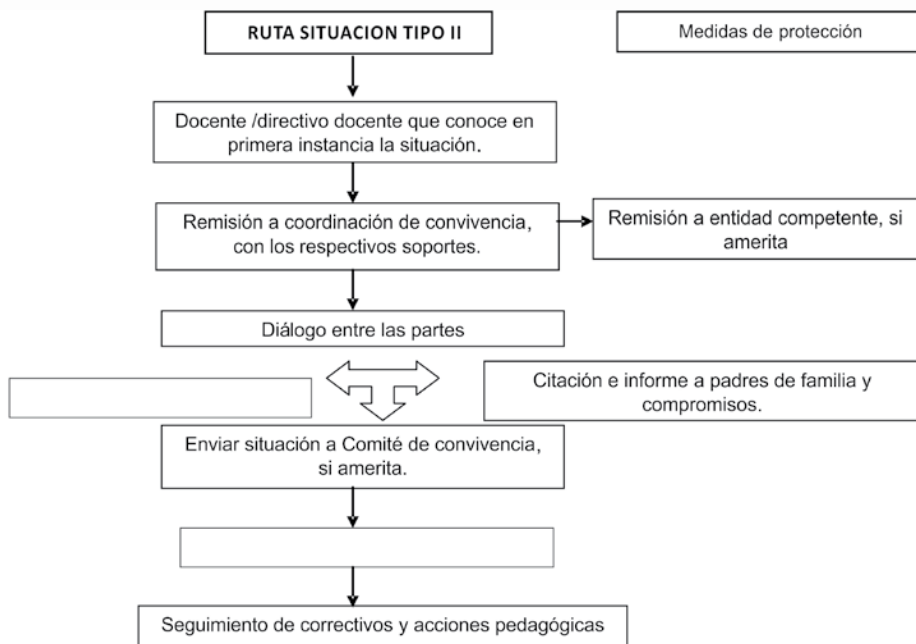 RUTA SITUACION TIPO II
Medidas de protección
Docente /directivo docente que conoce en
primera instancia la situación.
Remisión a coordinación de convivencia,
con los respectivos soportes.
Remisión a entidad competente, si
amerita
Diálogo entre las partes
Citación e informe a padres de familia y
compromisos.
Enviar situación a Comité de convivencia,
si amerita.
Seguimiento de correctivos y acciones pedagógicas